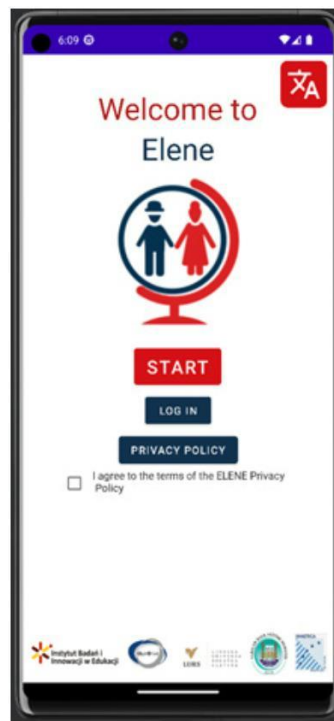 6:09
Welcome to
Elene
START
LOG IN
PRIVACY POLICY
I agree to the terms of the ELENE Privacy
Policy
Instytut Badań i
Innowacji w Edukacji